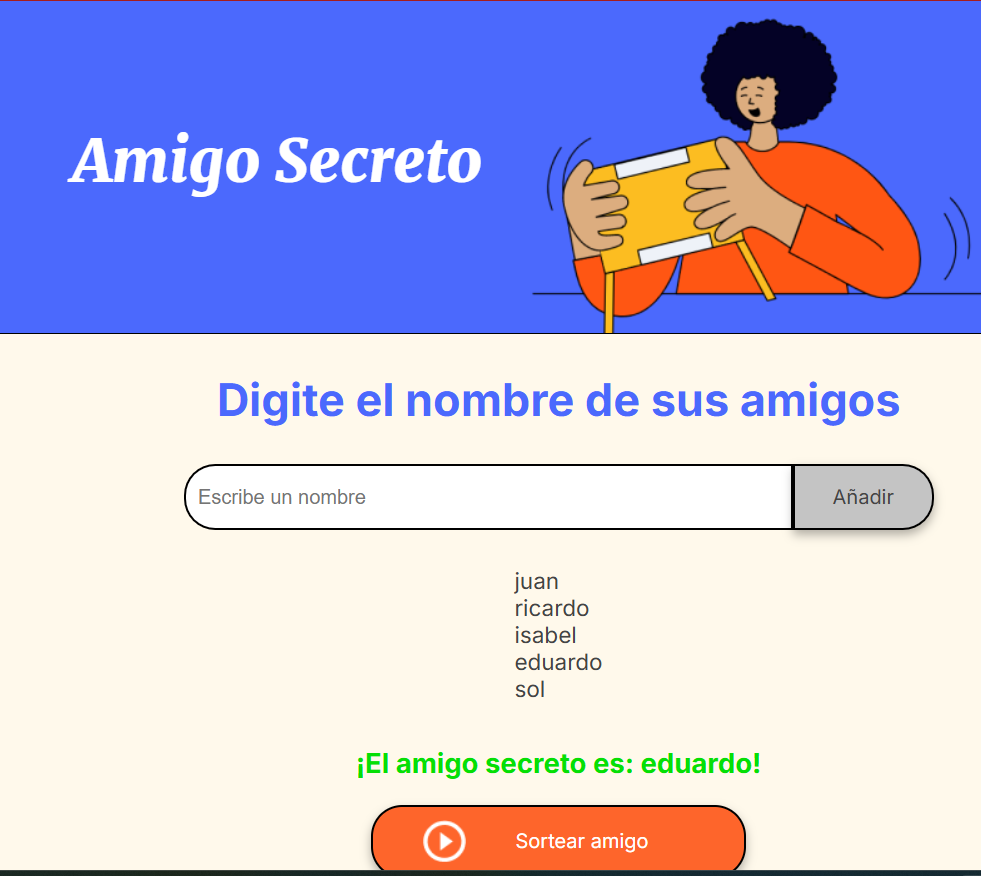 Amigo Secreto
Digite el nombre de sus amigos
Escribe un nombre
Añadir
juan
ricardo
isabel
eduardo
sol
¡El amigo secreto es: eduardo!
Sortear amigo